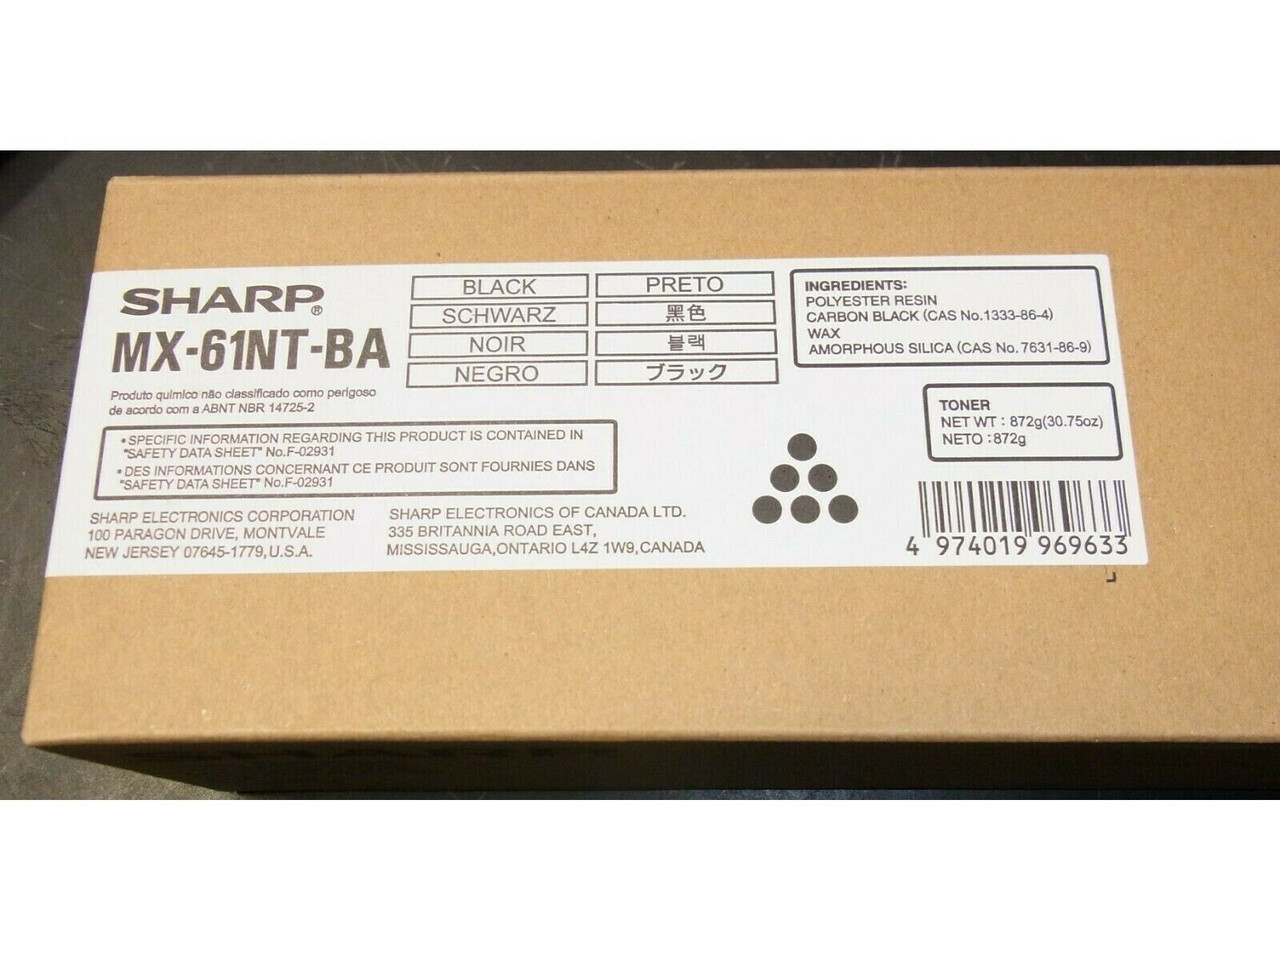 SHARP®
MX-61NT-BA
Produto quimico não classificado como perigoso
de acordo com a ABNT NBR 14725-2
BLACK
SCHWARZ
NOIR
NEGRO
PRETO
黑色
블랙
ブラック
INGREDIENTS:
POLYESTER RESIN
CARBON BLACK (CAS No.1333-86-4)
WAX
AMORPHOUS SILICA (CAS No. 7631-86-9)
TONER
NET WT : 872g(30.75oz)
NETO : 872g
• SPECIFIC INFORMATION REGARDING THIS PRODUCT IS CONTAINED IN
"SAFETY DATA SHEET" No.F-02931
• DES INFORMATIONS CONCERNANT CE PRODUIT SONT FOURNIES DANS
"SAFETY DATA SHEET" No.F-02931
SHARP ELECTRONICS CORPORATION
100 PARAGON DRIVE, MONTVALE
NEW JERSEY 07645-1779, U.S.A.
SHARP ELECTRONICS OF CANADA LTD.
335 BRITANNIA ROAD EAST,
MISSISSAUGA,ONTARIO L4Z 1W9,CANADA
4 974019 969633